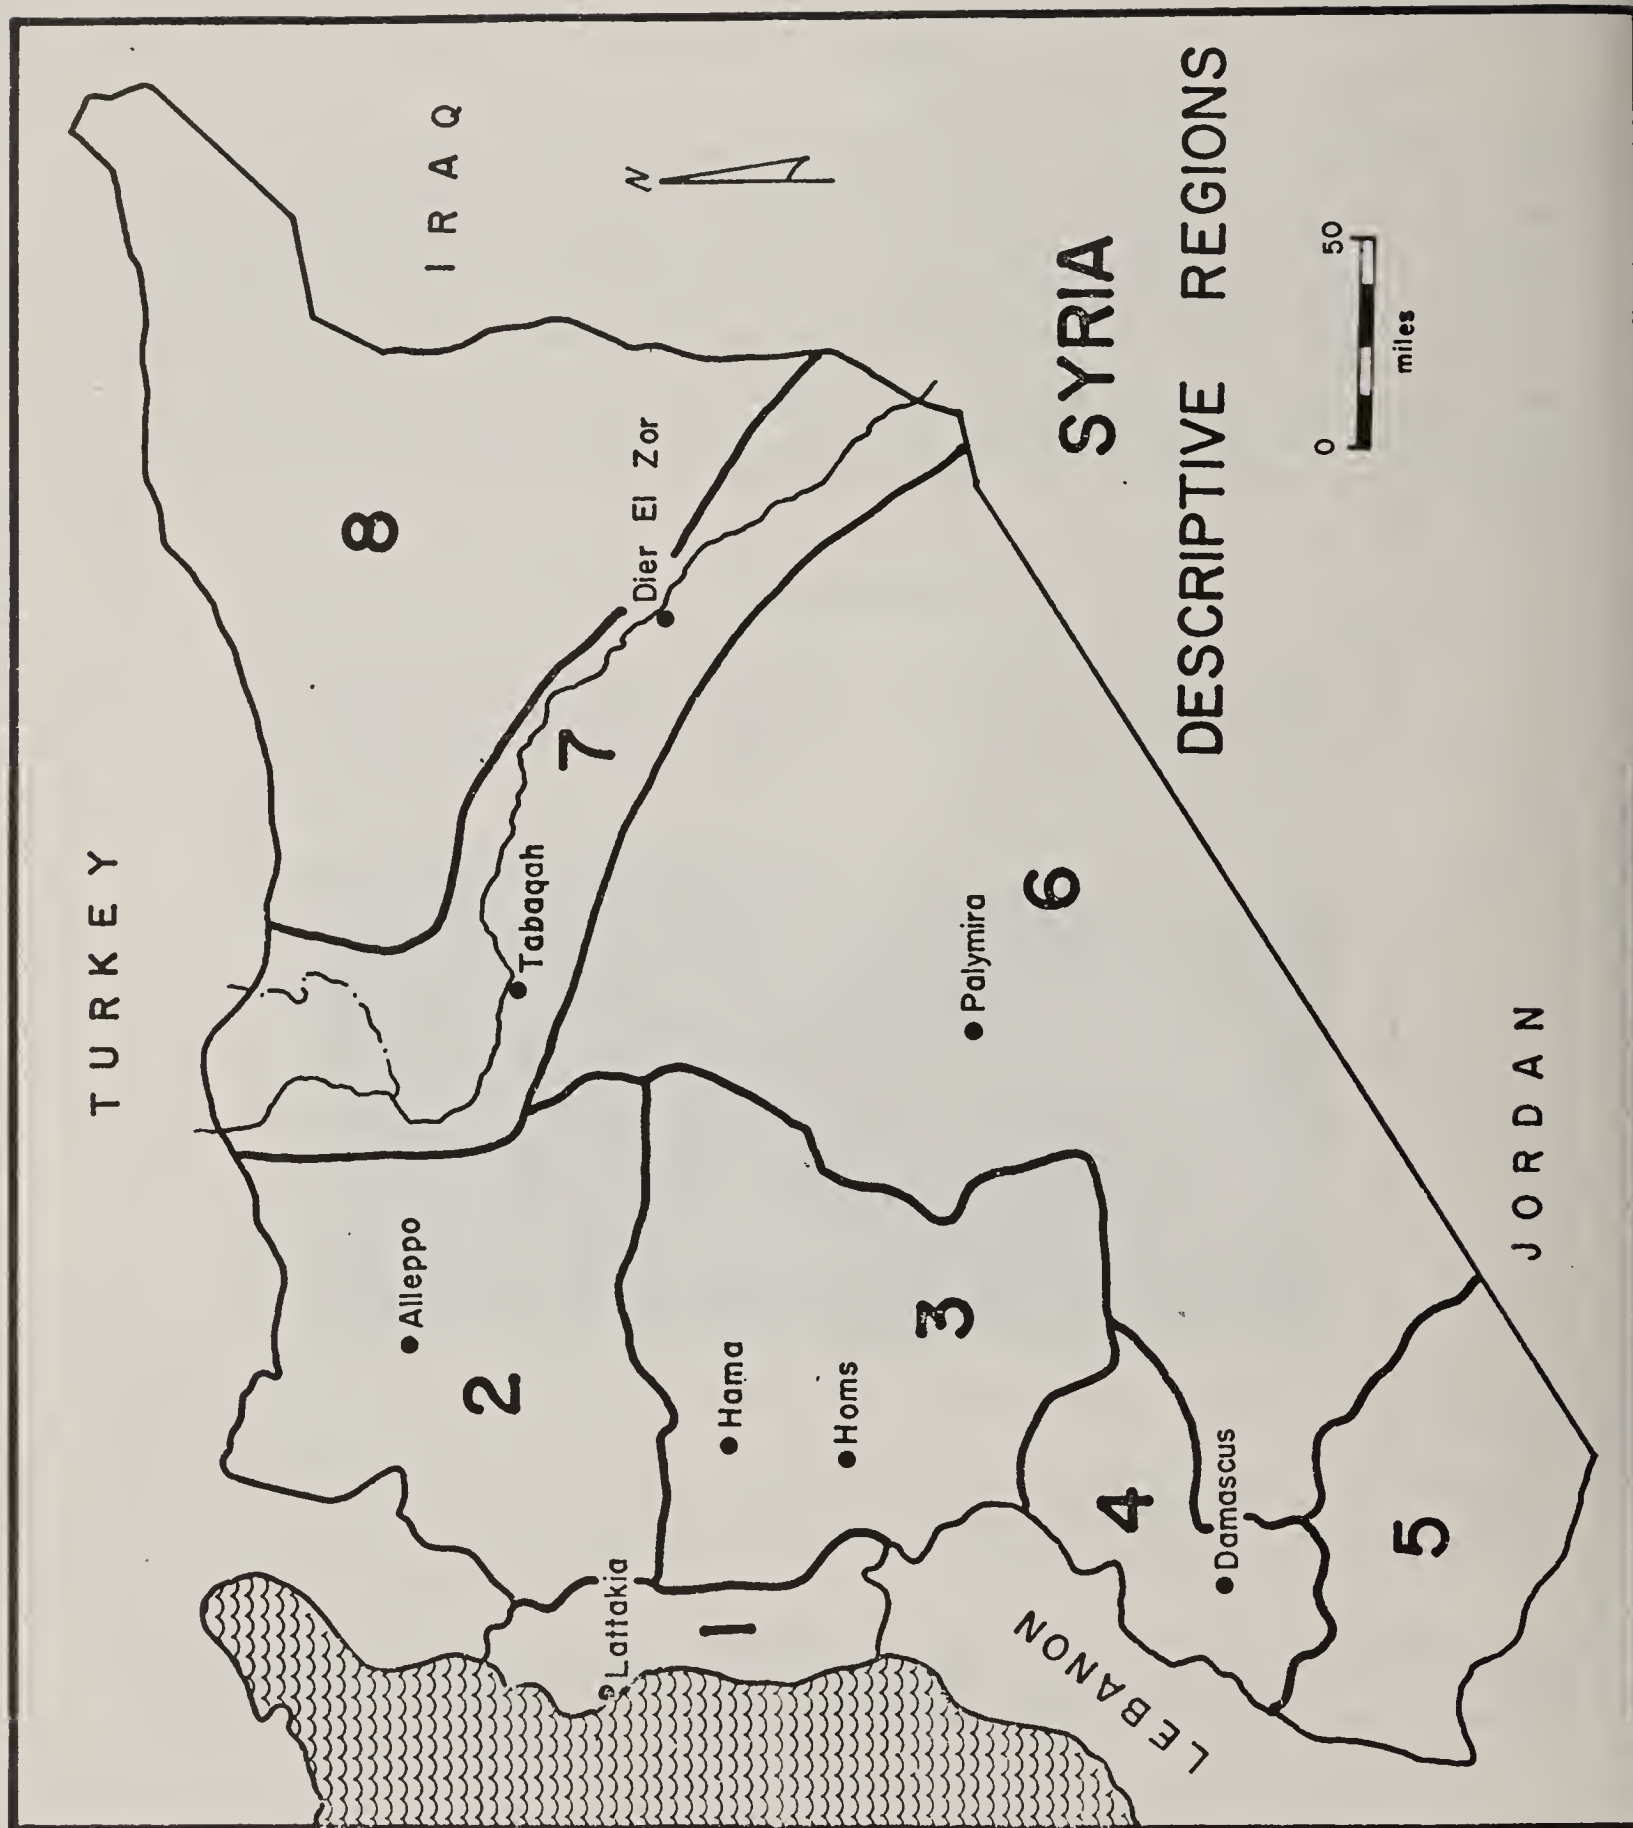 TURKEY
IRAQ
N
8
Dier El Zor
7
Tabaqah
Alleppo
2
Lattakia
1
Hama
Homs
3
Palymira
6
4
Damascus
5
LEBANON
JORDAN
SYRIA
DESCRIPTIVE REGIONS
0 50
miles